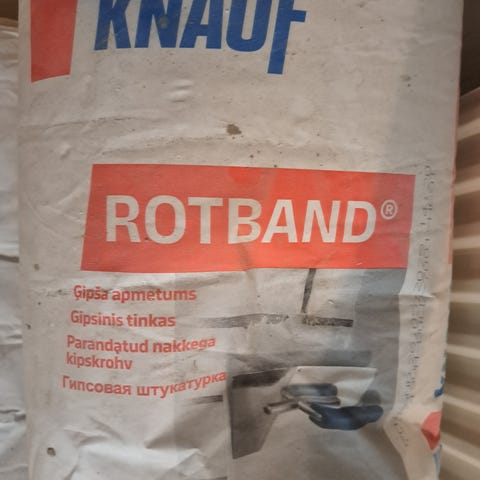 KNAUF
ROTBAND®
Ģipša apmetums
Gipsinis tinkas
Parandatud nakkega
kipskrohv
Гипсовая штукатурка